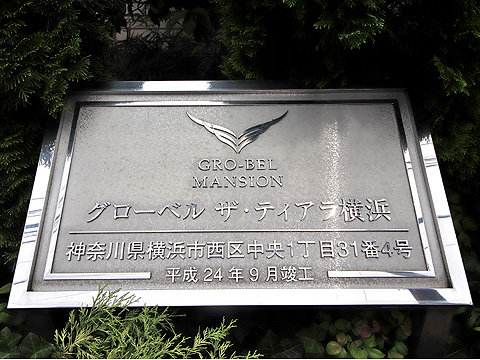 GRO-BEL
MANSION
グローベル ザ・ティアラ横浜
神奈川県横浜市西区中央1丁目31番4号
平成24年9月竣工